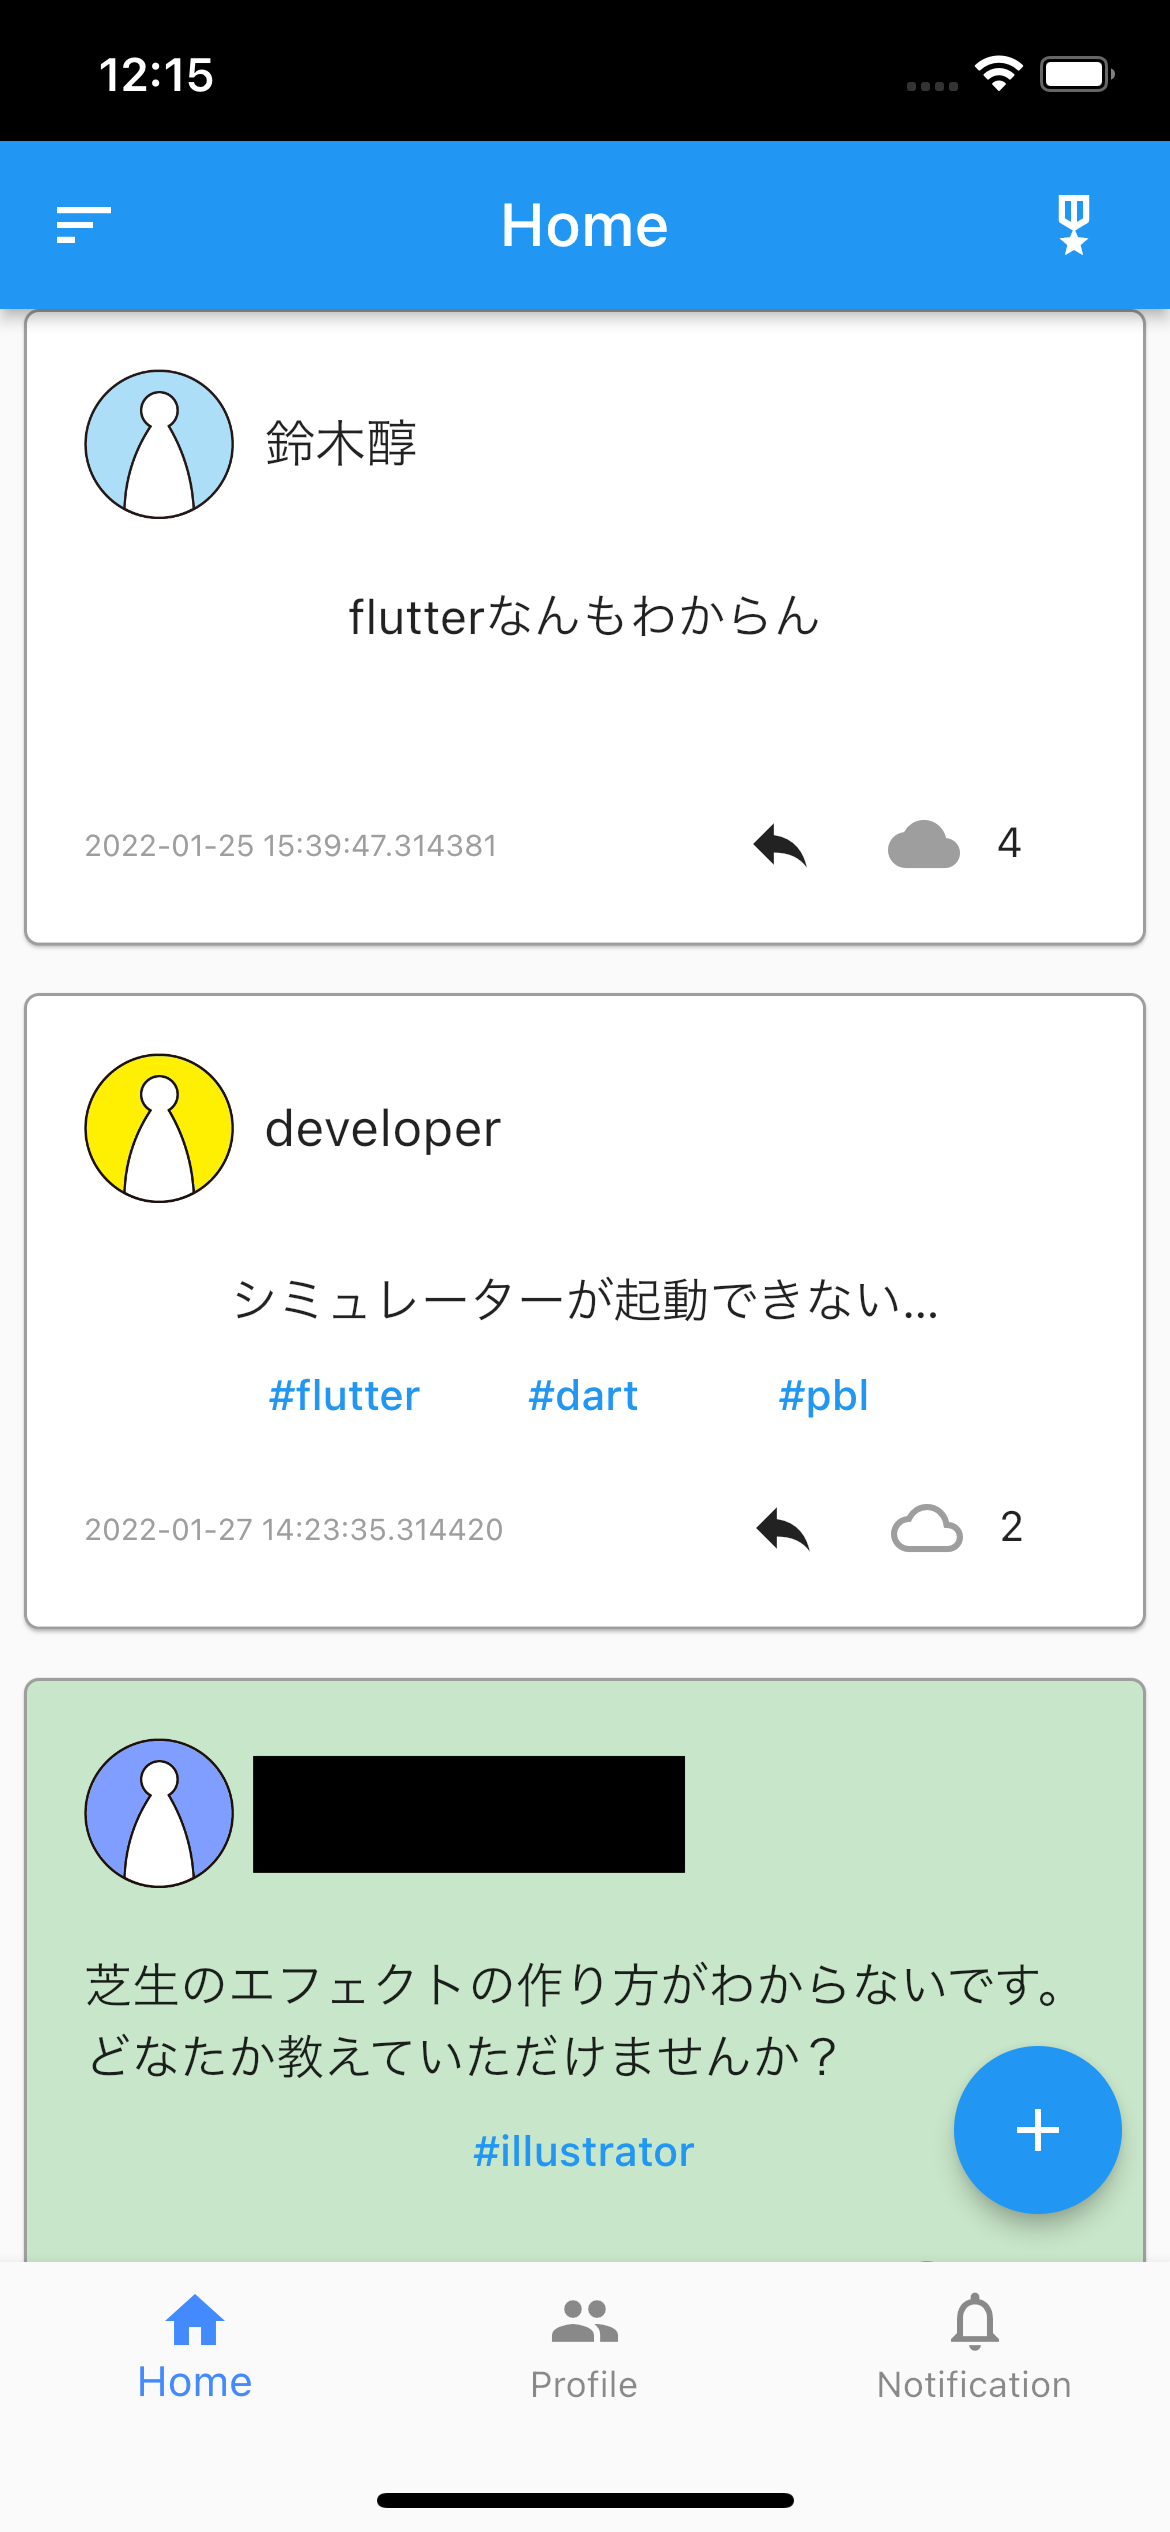 12:15
Home
鈴木醇
flutterなんもわからん
2022-01-25 15:39:47.314381
4
developer
シミュレーターが起動できない...
#flutter #dart #pbl
2022-01-27 14:23:35.314420
2
芝生のエフェクトの作り方がわからないです。
どなたか教えていただけませんか？
#illustrator
Home
Profile
Notification